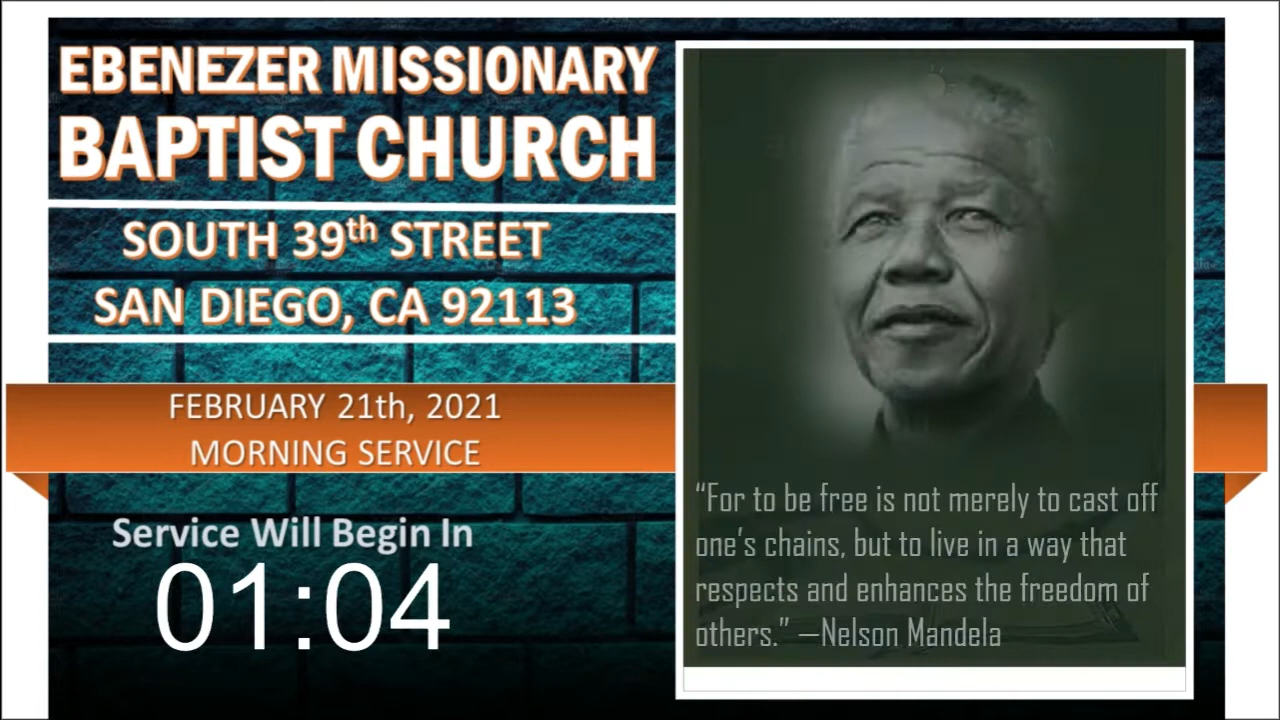 EBENEZER MISSIONARY
BAPTIST CHURCH
SOUTH 39th STREET
SAN DIEGO, CA 92113
FEBRUARY 21th, 2021
MORNING SERVICE
Service Will Begin In
01:04
“For to be free is not merely to cast off
one’s chains, but to live in a way that
respects and enhances the freedom of
others.” —Nelson Mandela